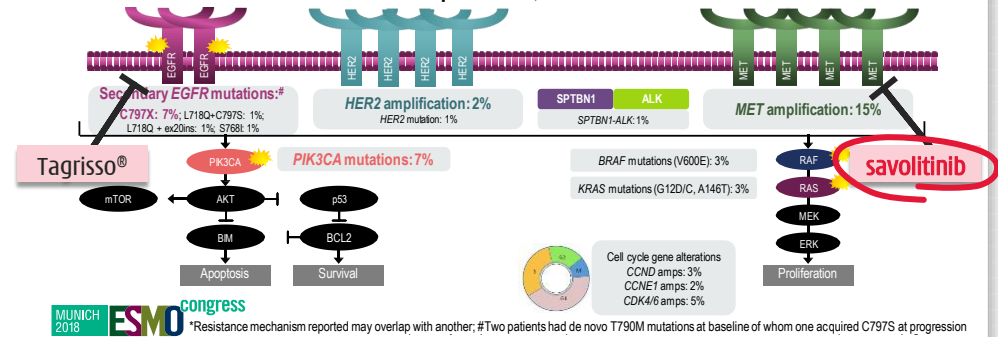 EGFR
EGFR
HER2
HER2
HER2
HER2
MET
MET
MET
MET
Secondary EGFR mutations:#
C797X: 7%; L718Q+C797S: 1%;
L718Q + ex20ins: 1%; S768I: 1%
HER2 amplification: 2%
HER2 mutation: 1%
SPTBN1 ALK
SPTBN1-ALK: 1%
MET amplification: 15%
Tagrisso®
PIK3CA
PIK3CA mutations: 7%
BRAF mutations (V600E): 3%
KRAS mutations (G12D/C, A146T): 3%
RAF
RAS
savolitinib
mTOR
AKT
p53
MEK
BIM
BCL2
ERK
Apoptosis
Survival
Proliferation
S
G2
M
G1
Cell cycle gene alterations
CCND amps: 3%
CCNE1 amps: 2%
CDK4/6 amps: 5%
MUNICH
2018
ESMO congress
*Resistance mechanism reported may overlap with another; #Two patients had de novo T790M mutations at baseline of whom one acquired C797S at progression